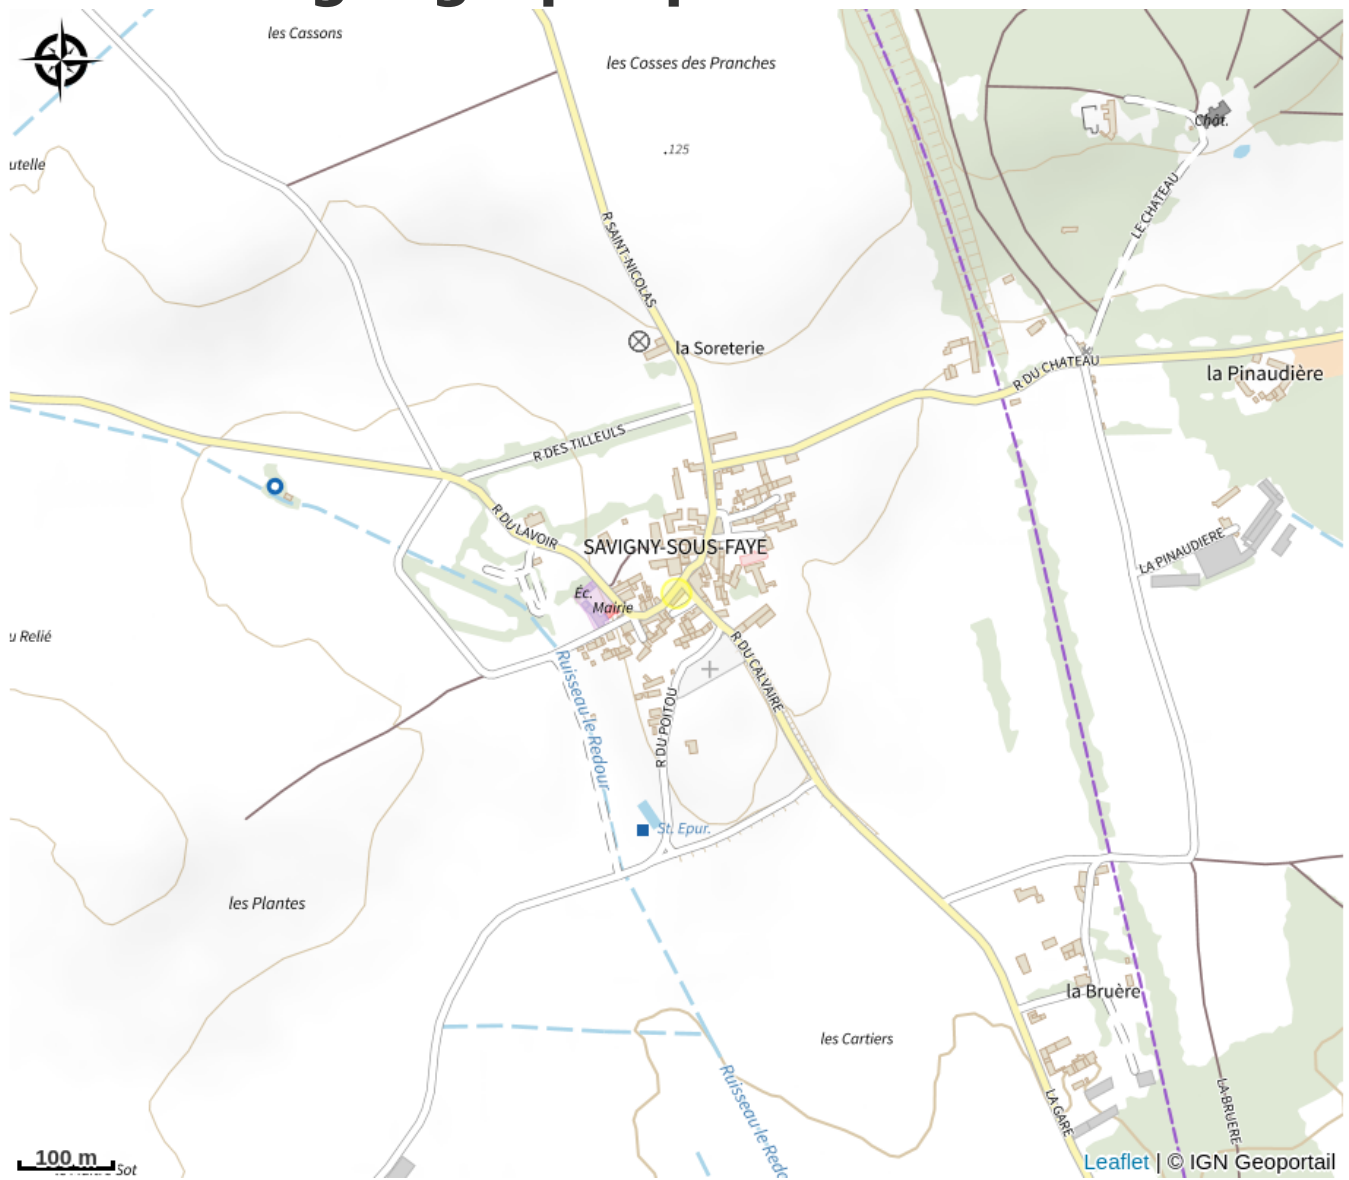 les Cassons
les Cosses des Pranches
.125
Chât.
utelle
LE CHATEAU
R SAINT-NICOLAS
la Soreterie
R DU CHATEAU
la Pinaudière
R DES TILLEULS
R DU LAVOIR
SAVIGNY-SOUS-FAYE
LA PINAUDIERE
Éc.
Mairie
u Relié
R DU CALVAIRE
Ruisseau le Redour
R DU POITOU
St. Epur.
les Plantes
la Bruère
les Cartiers
Ruisseau le Redo
LA GARE
LA BRUERE
100 m
Sot
Leaflet | © IGN Geoportail